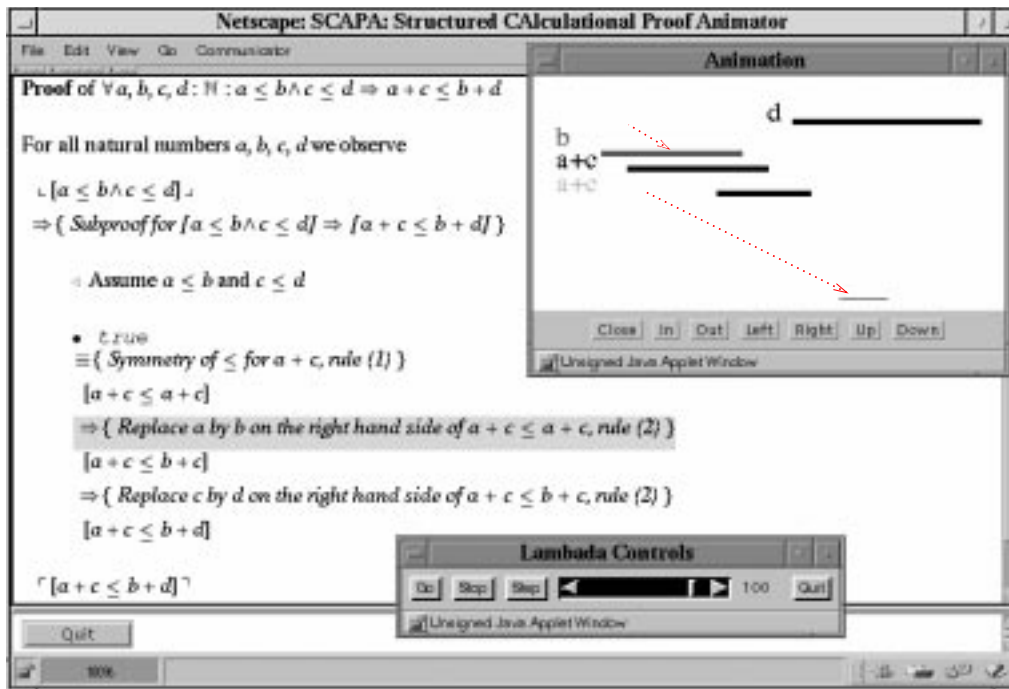 Netscape: SCAPA: Structured CAlculational Proof Animator
File Edit View Go Communicator
Proof of ∀a, b, c, d : ℕ : a ≤ b ∧ c ≤ d ⇒ a + c ≤ b + d
For all natural numbers a, b, c, d we observe
⌞[a ≤ b ∧ c ≤ d]⌟
⇒ { Subproof for [a ≤ b ∧ c ≤ d] ⇒ [a + c ≤ b + d] }
◁ Assume a ≤ b and c ≤ d
• true
≡ { Symmetry of ≤ for a + c, rule (1) }
[a + c ≤ a + c]
⇒ { Replace a by b on the right hand side of a + c ≤ a + c, rule (2) }
[a + c ≤ b + c]
⇒ { Replace c by d on the right hand side of a + c ≤ b + c, rule (2) }
[a + c ≤ b + d]
⌜[a + c ≤ b + d]⌝
Animation
d
b
a+c
a+c
Close In Out Left Right Up Down
Unsigned Java Applet Window
Lambada Controls
Go Stop Step 100 Quit
Unsigned Java Applet Window
Quit
100%